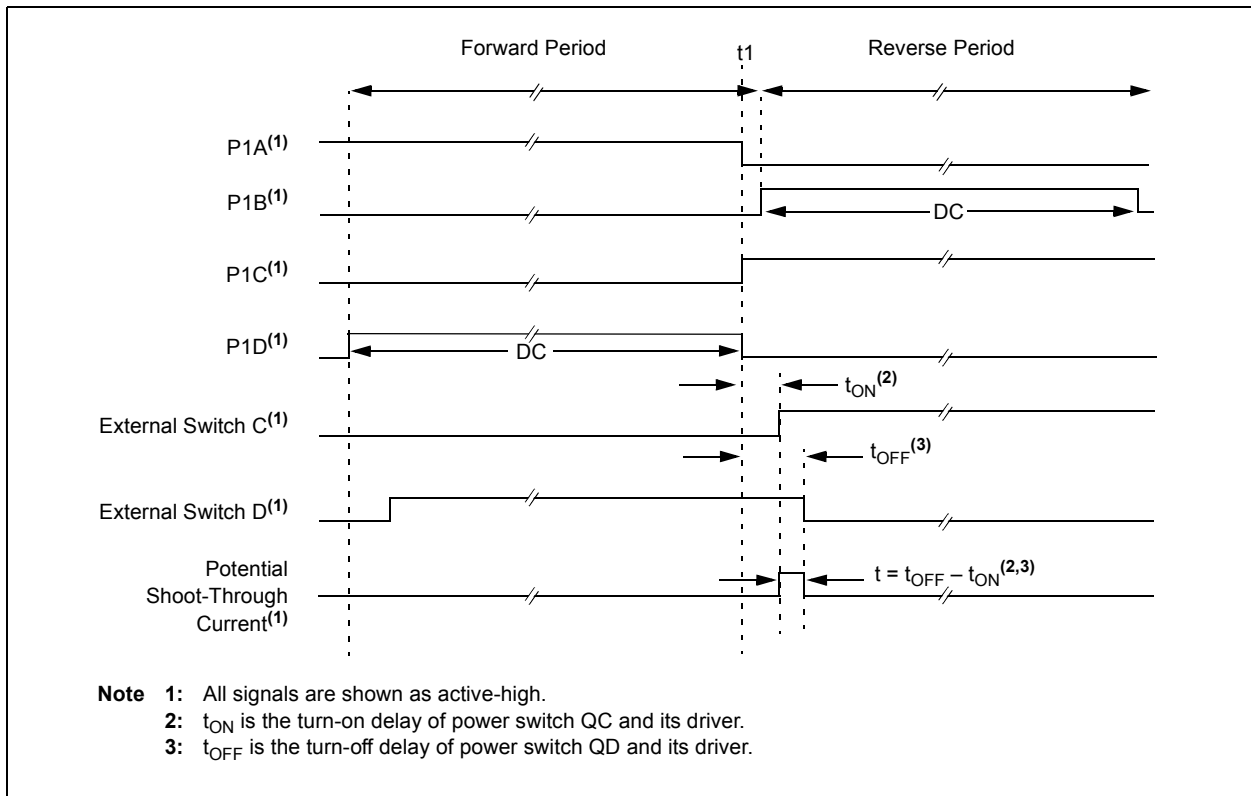 Forward Period
t1
Reverse Period
P1A(1)
P1B(1)
DC
P1C(1)
P1D(1)
DC
tON(2)
External Switch C(1)
tOFF(3)
External Switch D(1)
Potential
Shoot-Through
Current(1)
t = tOFF – tON(2,3)
Note 1: All signals are shown as active-high.
2: tON is the turn-on delay of power switch QC and its driver.
3: tOFF is the turn-off delay of power switch QD and its driver.